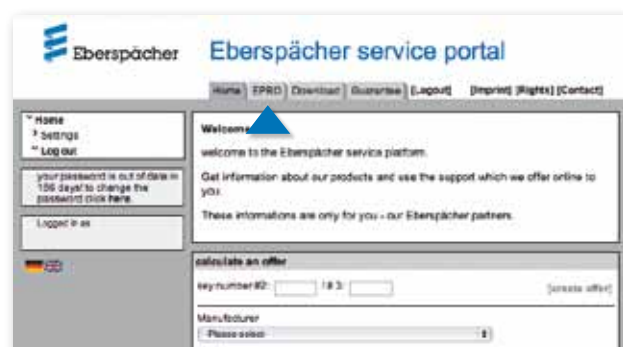 Eberspächer
Eberspächer service portal
Home EPRO Download Guarantee [Logout] [Imprint] [Rights] [Contact]
Home
Settings
Log out
your password is out of date in
156 days! to change the
password click here.
Logged in as
Welcome
welcome to the Eberspächer service platform.
Get information about our products and use the support which we offer online to
you.
These informations are only for you - our Eberspächer partners.
calculate an offer
key number #2: / # 3: [create offer]
Manufacturer
Please select